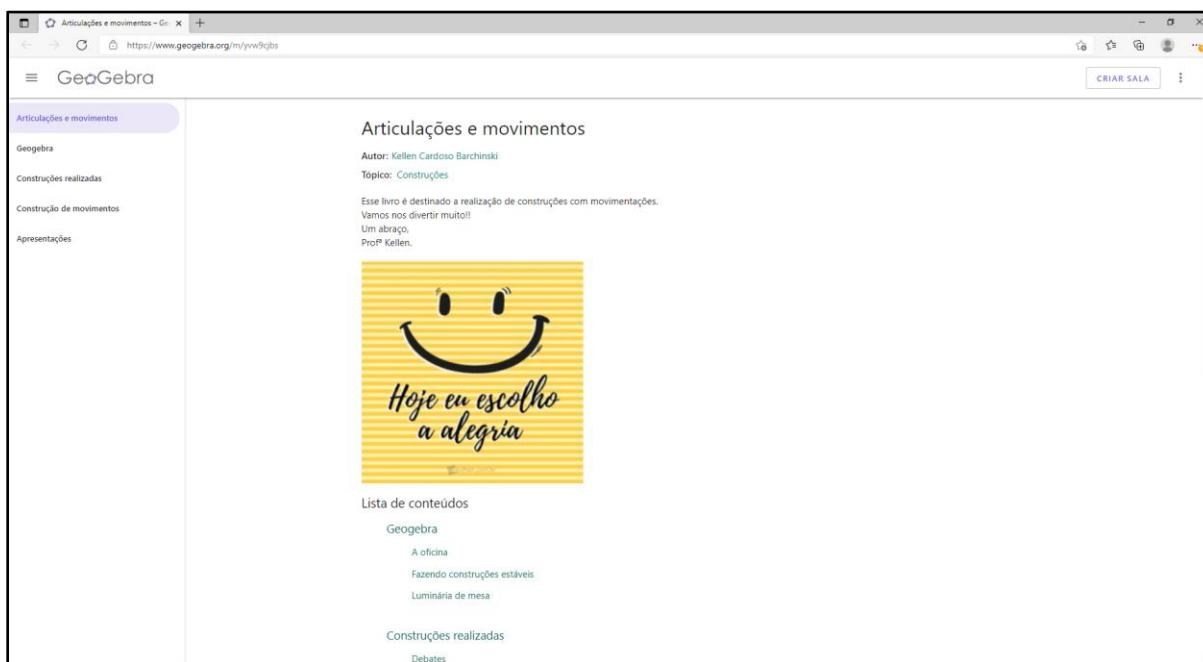 Articulações e movimentos – Ge
https://www.geogebra.org/m/yvw9cjbs
GeoGebra
CRIAR SALA
Articulações e movimentos
Geogebra
Construções realizadas
Construção de movimentos
Apresentações
Articulações e movimentos
Autor: Kellen Cardoso Barchinski
Tópico: Construções
Esse livro é destinado a realização de construções com movimentações.
Vamos nos divertir muito!!
Um abraço,
Profª Kellen.
Hoje eu escolho
a alegria
Lista de conteúdos
Geogebra
A oficina
Fazendo construções estáveis
Luminária de mesa
Construções realizadas
Debates